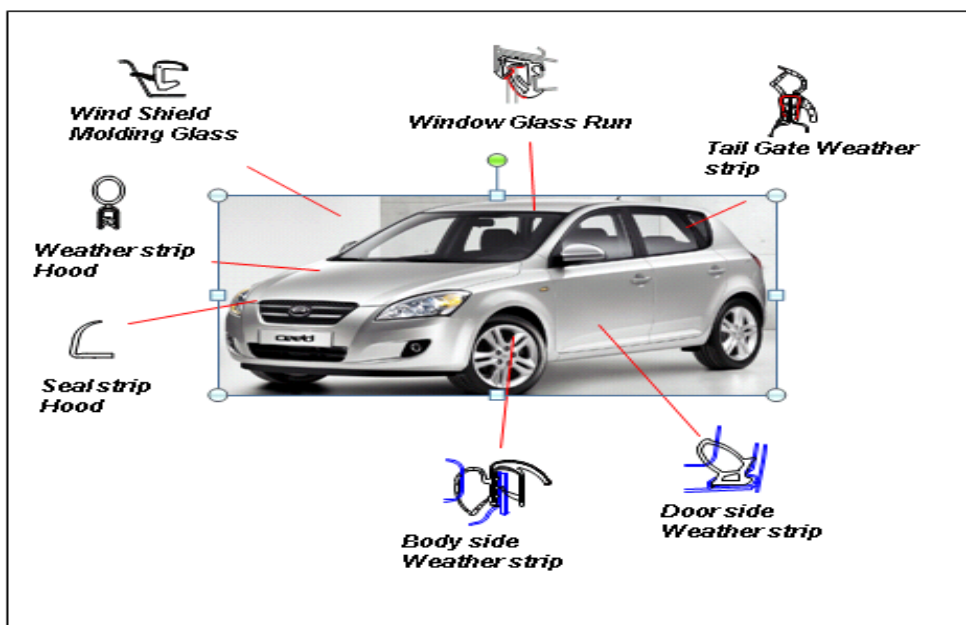 Wind Shield
Molding Glass
Window Glass Run
Tail Gate Weather
strip
Weather strip
Hood
Seal strip
Hood
cee'd
Body side
Weather strip
Door side
Weather strip